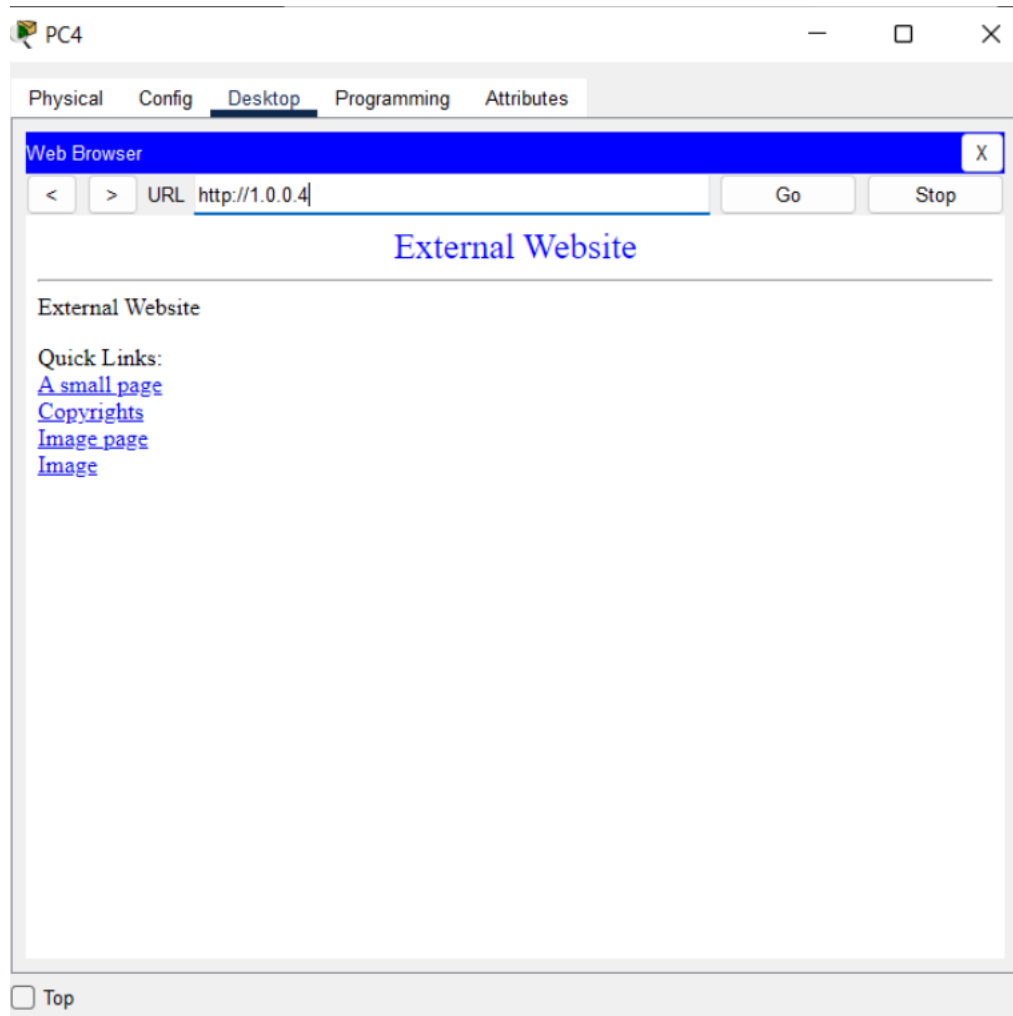 PC4
Physical Config Desktop Programming Attributes
Web Browser X
< > URL http://1.0.0.4 Go Stop
External Website
External Website
Quick Links:
A small page
Copyrights
Image page
Image
Top